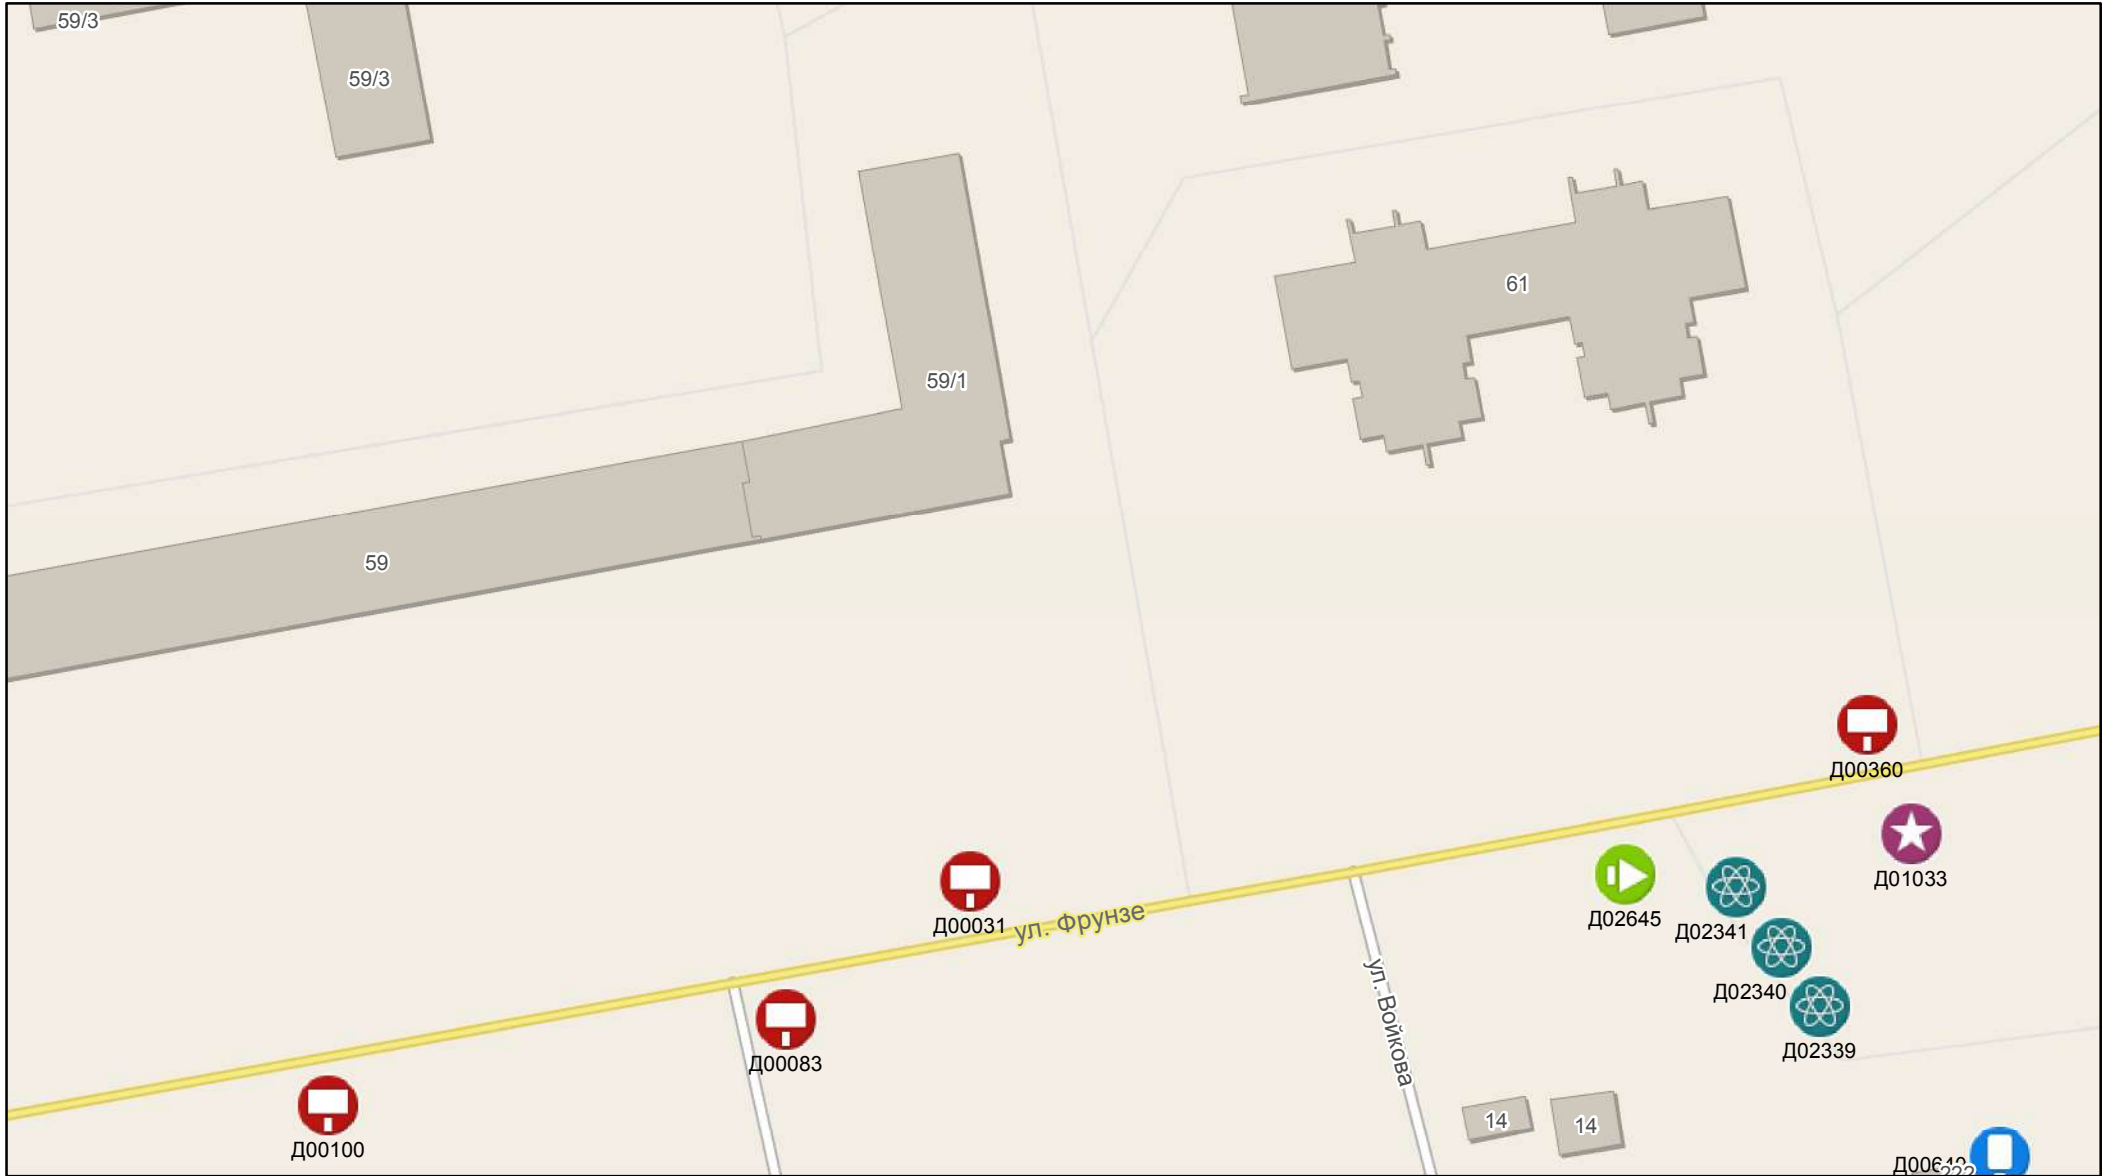 59/3
59/3
61
59/1
59
Д00360
Д01033
Д00031
ул. Фрунзе
Д02645
Д02341
Д02340
ул. Войкова
Д02339
Д00083
Д00100
14
14